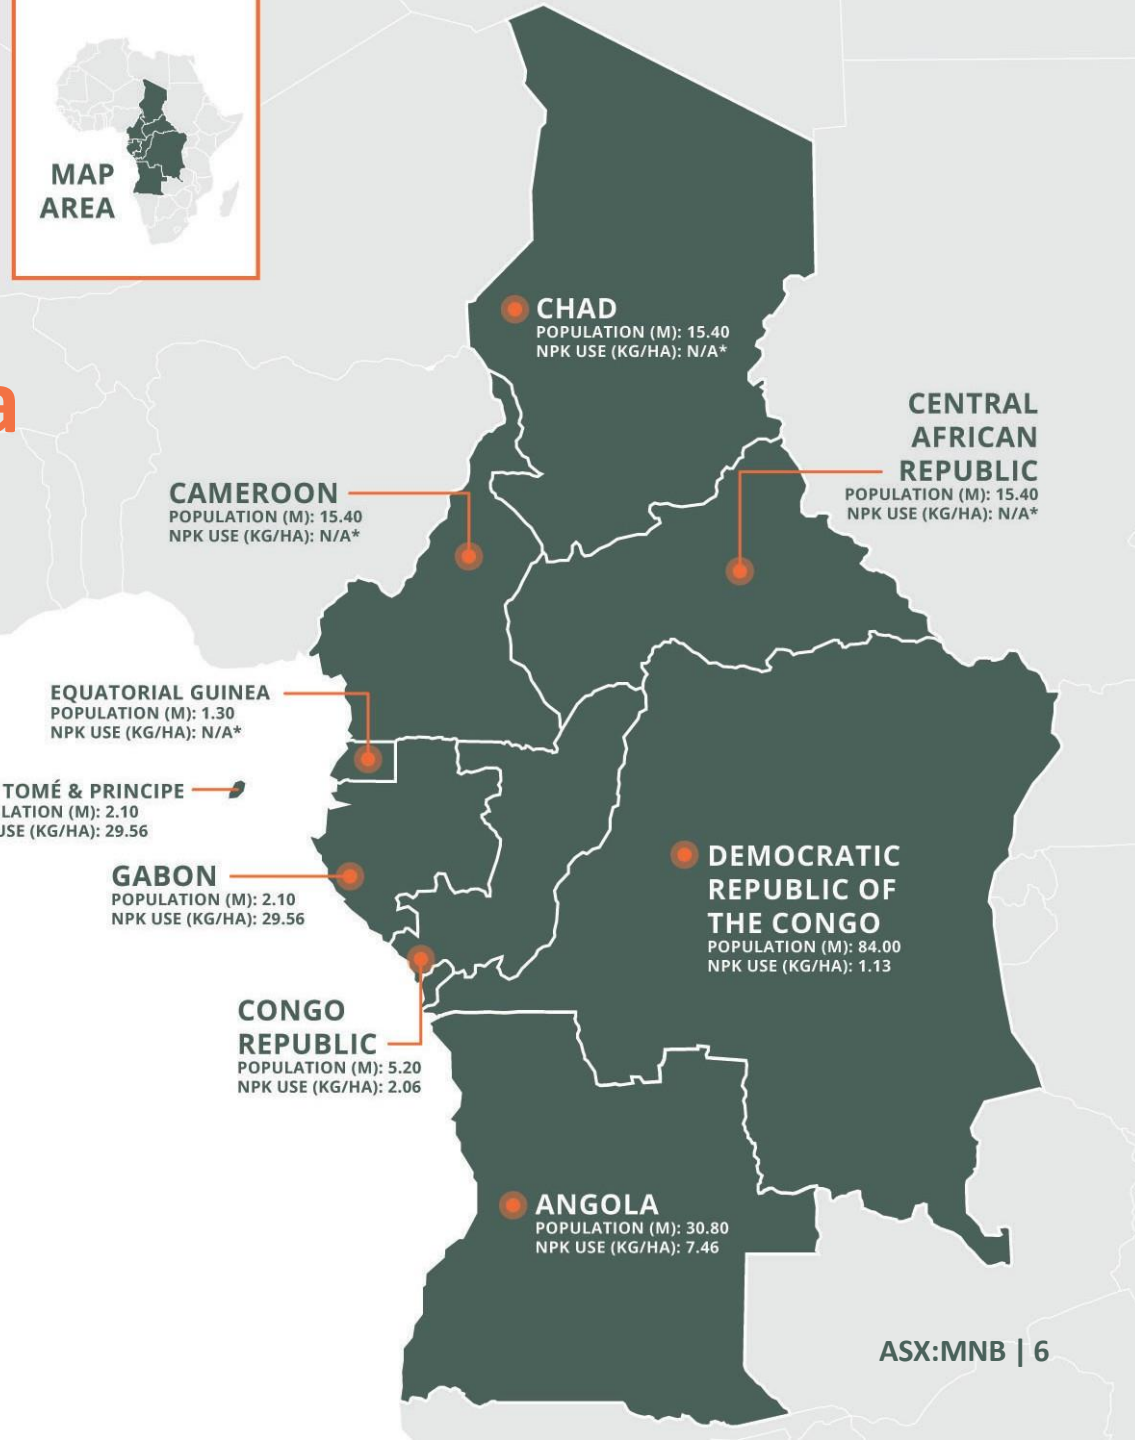 MAP
AREA
a
CHAD
POPULATION (M): 15.40
NPK USE (KG/HA): N/A*
CENTRAL
AFRICAN
REPUBLIC
POPULATION (M): 15.40
NPK USE (KG/HA): N/A*
CAMEROON
POPULATION (M): 15.40
NPK USE (KG/HA): N/A*
EQUATORIAL GUINEA
POPULATION (M): 1.30
NPK USE (KG/HA): N/A*
TOMÉ & PRINCIPE
LATION (M): 2.10
USE (KG/HA): 29.56
GABON
POPULATION (M): 2.10
NPK USE (KG/HA): 29.56
DEMOCRATIC
REPUBLIC OF
THE CONGO
POPULATION (M): 84.00
NPK USE (KG/HA): 1.13
CONGO
REPUBLIC
POPULATION (M): 5.20
NPK USE (KG/HA): 2.06
ANGOLA
POPULATION (M): 30.80
NPK USE (KG/HA): 7.46
ASX:MNB | 6